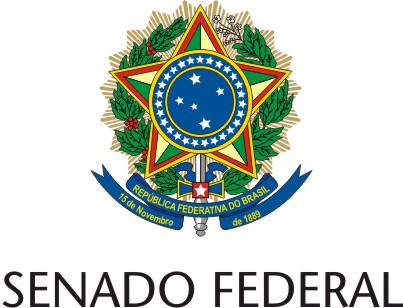 REPÚBLICA FEDERATIVA DO BRASIL
15 de Novembro de 1889
SENADO FEDERAL